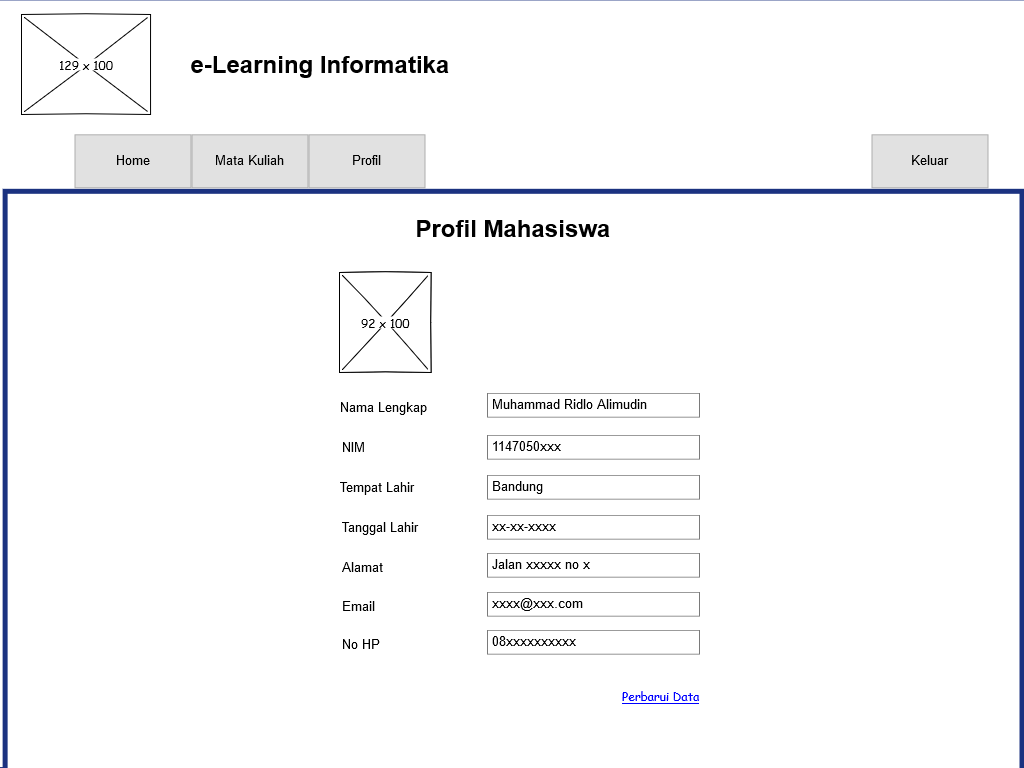 129 x 100
e-Learning Informatika
Home Mata Kuliah Profil Keluar
Profil Mahasiswa
92 x 100
Nama Lengkap Muhammad Ridlo Alimudin
NIM 1147050xxx
Tempat Lahir Bandung
Tanggal Lahir xx-xx-xxxx
Alamat Jalan xxxxx no x
Email xxxx@xxx.com
No HP 08xxxxxxxxxx
Perbarui Data